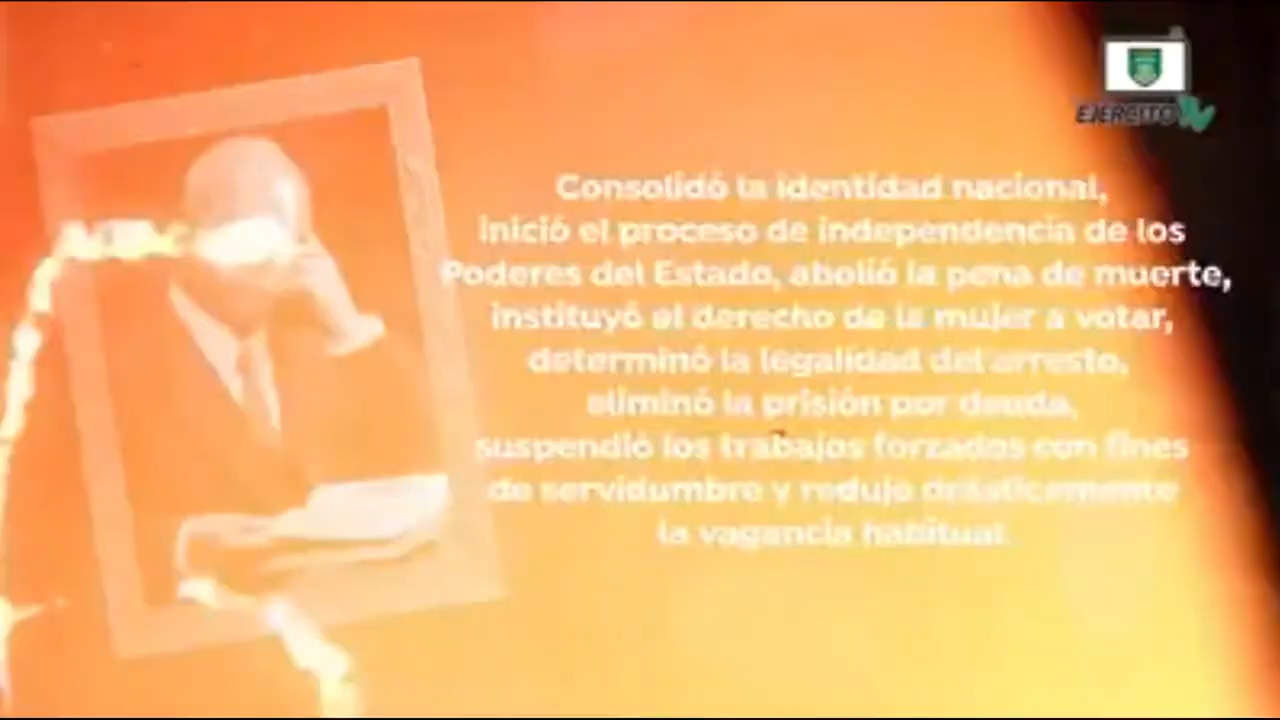 EJERCITO TV
Consolidó la identidad nacional,
inició el proceso de independencia de los
Poderes del Estado, abolió la pena de muerte,
instituyó el derecho de la mujer a votar,
determinó la legalidad del arresto,
eliminó la prisión por deuda,
suspendió los trabajos forzados con fines
de servidumbre y redujo drásticamente
la vagancia habitual.